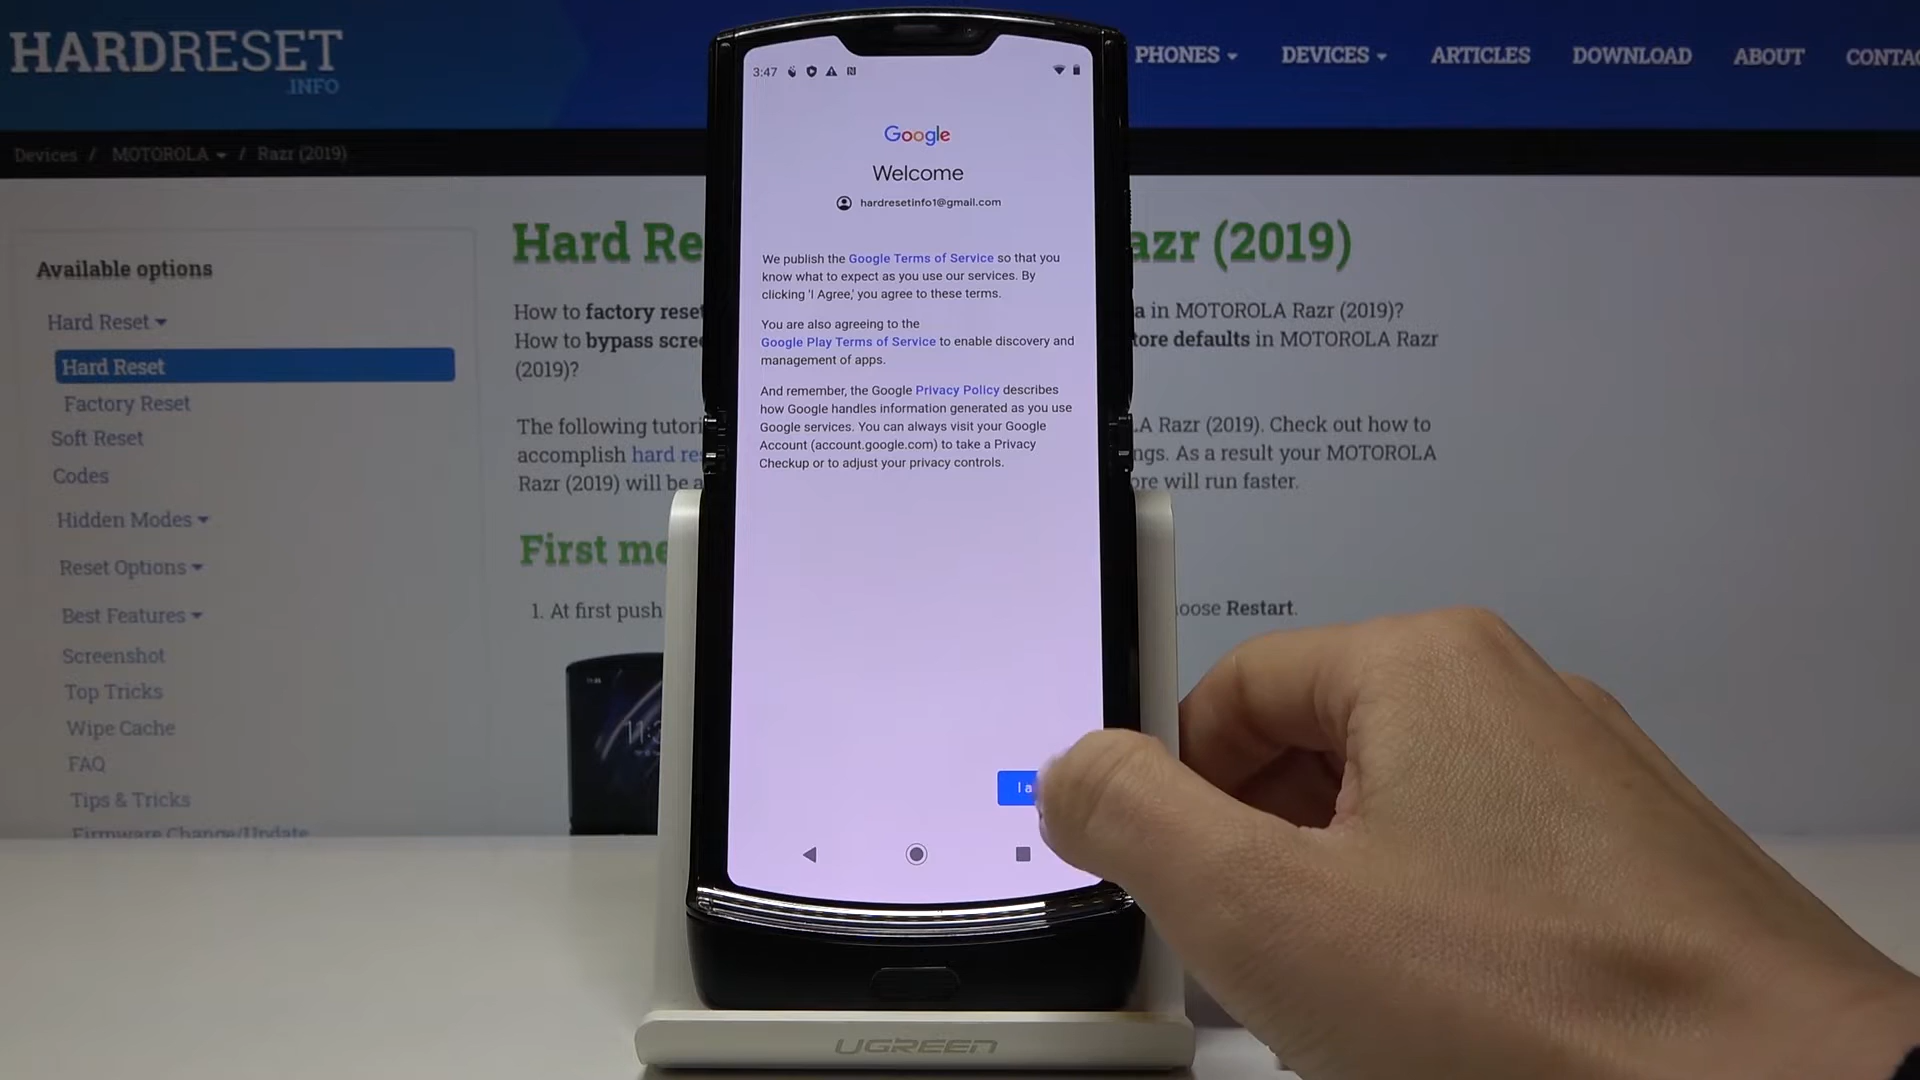 HARDRESET
.INFO
PHONES
DEVICES
ARTICLES
DOWNLOAD
ABOUT
Devices / MOTOROLA / Razr (2019)
Available options
Hard Reset
Hard Reset
Factory Reset
Soft Reset
Codes
Hidden Modes
Reset Options
Best Features
Screenshot
Top Tricks
Wipe Cache
FAQ
Tips & Tricks
Firmware Change/Update
Hard Re
azr (2019)
How to factory reset
a in MOTOROLA Razr (2019)?
How to bypass scre
tore defaults in MOTOROLA Razr
(2019)?
The following tutori
LA Razr (2019). Check out how to
accomplish hard re
ngs. As a result your MOTOROLA
Razr (2019) will be a
ore will run faster.
First me
1. At first push
oose Restart.
3:47
Google
Welcome
hardresetinfo1@gmail.com
We publish the Google Terms of Service so that you
know what to expect as you use our services. By
clicking 'I Agree,' you agree to these terms.
You are also agreeing to the
Google Play Terms of Service to enable discovery and
management of apps.
And remember, the Google Privacy Policy describes
how Google handles information generated as you use
Google services. You can always visit your Google
Account (account.google.com) to take a Privacy
Checkup or to adjust your privacy controls.
I a
UGREEN